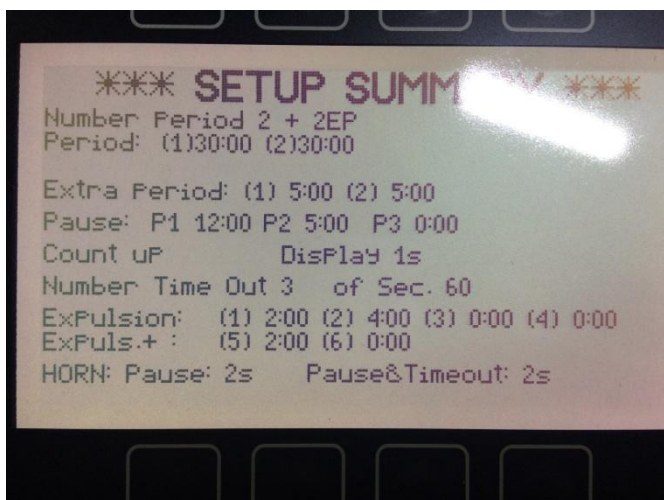 *** SETUP SUMMARY ***
Number Period 2 + 2EP
Period: (1)30:00 (2)30:00
Extra Period: (1) 5:00 (2) 5:00
Pause: P1 12:00 P2 5:00 P3 0:00
Count uP DisPlay 1s
Number Time Out 3 of Sec. 60
ExPulsion: (1) 2:00 (2) 4:00 (3) 0:00 (4) 0:00
ExPuls.+ : (5) 2:00 (6) 0:00
HORN: Pause: 2s Pause&Timeout: 2s